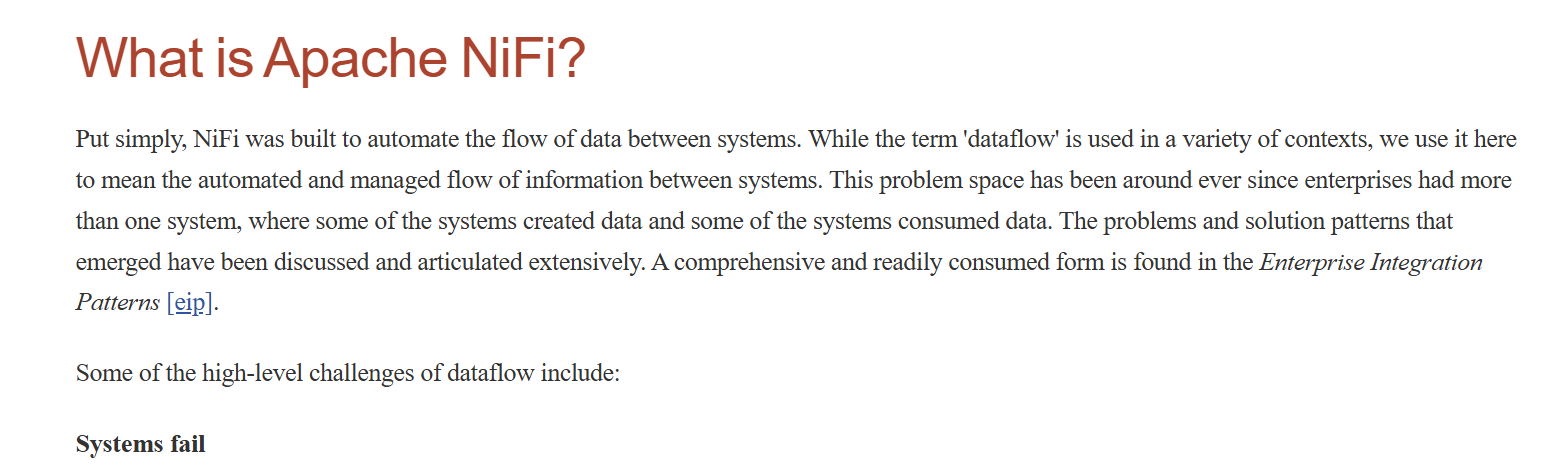 What is Apache NiFi?
Put simply, NiFi was built to automate the flow of data between systems. While the term 'dataflow' is used in a variety of contexts, we use it here
to mean the automated and managed flow of information between systems. This problem space has been around ever since enterprises had more
than one system, where some of the systems created data and some of the systems consumed data. The problems and solution patterns that
emerged have been discussed and articulated extensively. A comprehensive and readily consumed form is found in the Enterprise Integration
Patterns [eip].
Some of the high-level challenges of dataflow include:
Systems fail